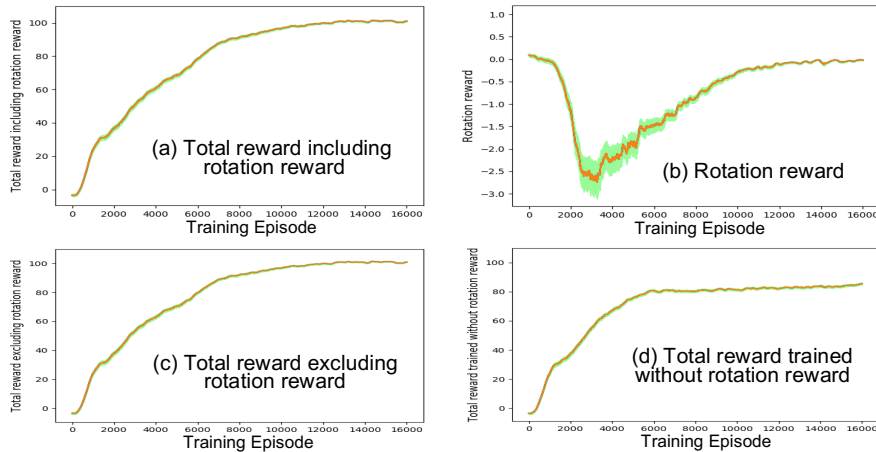 Total reward including rotation reward
100
80
60
40
20
0
0 2000 4000 6000 8000 10000 12000 14000 16000
Training Episode
(a) Total reward including
rotation reward
Rotation reward
1.0
0.5
0.0
−0.5
−1.0
−1.5
−2.0
−2.5
−3.0
0 2000 4000 6000 8000 10000 12000 14000 16000
Training Episode
(b) Rotation reward
Total reward excluding rotation reward
100
80
60
40
20
0
0 2000 4000 6000 8000 10000 12000 14000 16000
Training Episode
(c) Total reward excluding
rotation reward
Total reward trained without rotation reward
100
80
60
40
20
0
0 2000 4000 6000 8000 10000 12000 14000 16000
Training Episode
(d) Total reward trained
without rotation reward